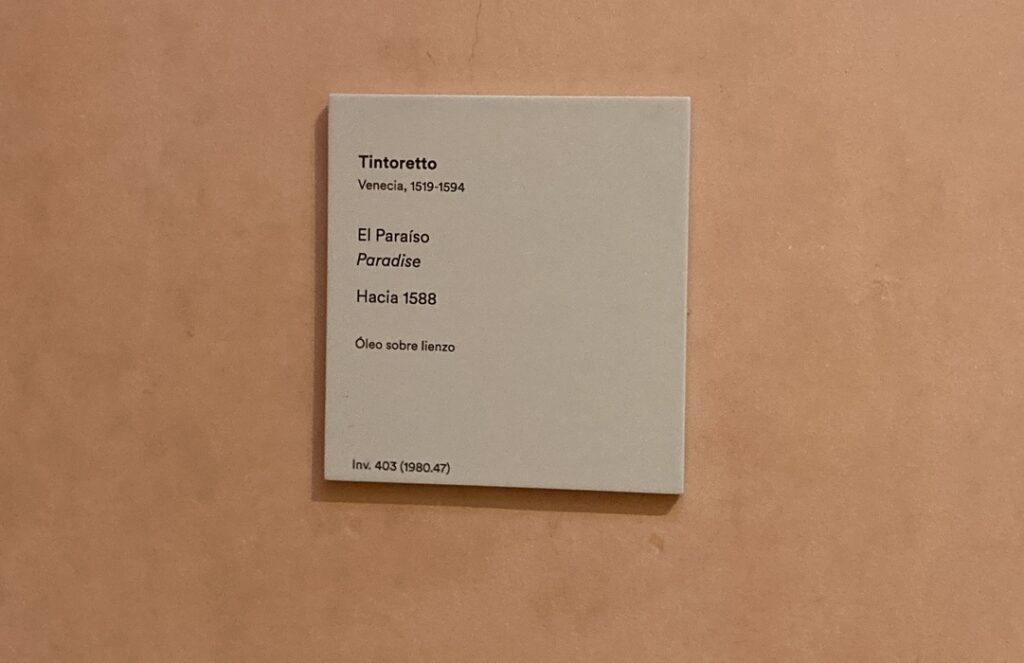 Tintoretto
Venecia, 1519-1594
El Paraíso
Paradise
Hacia 1588
Óleo sobre lienzo
Inv. 403 (1980.47)